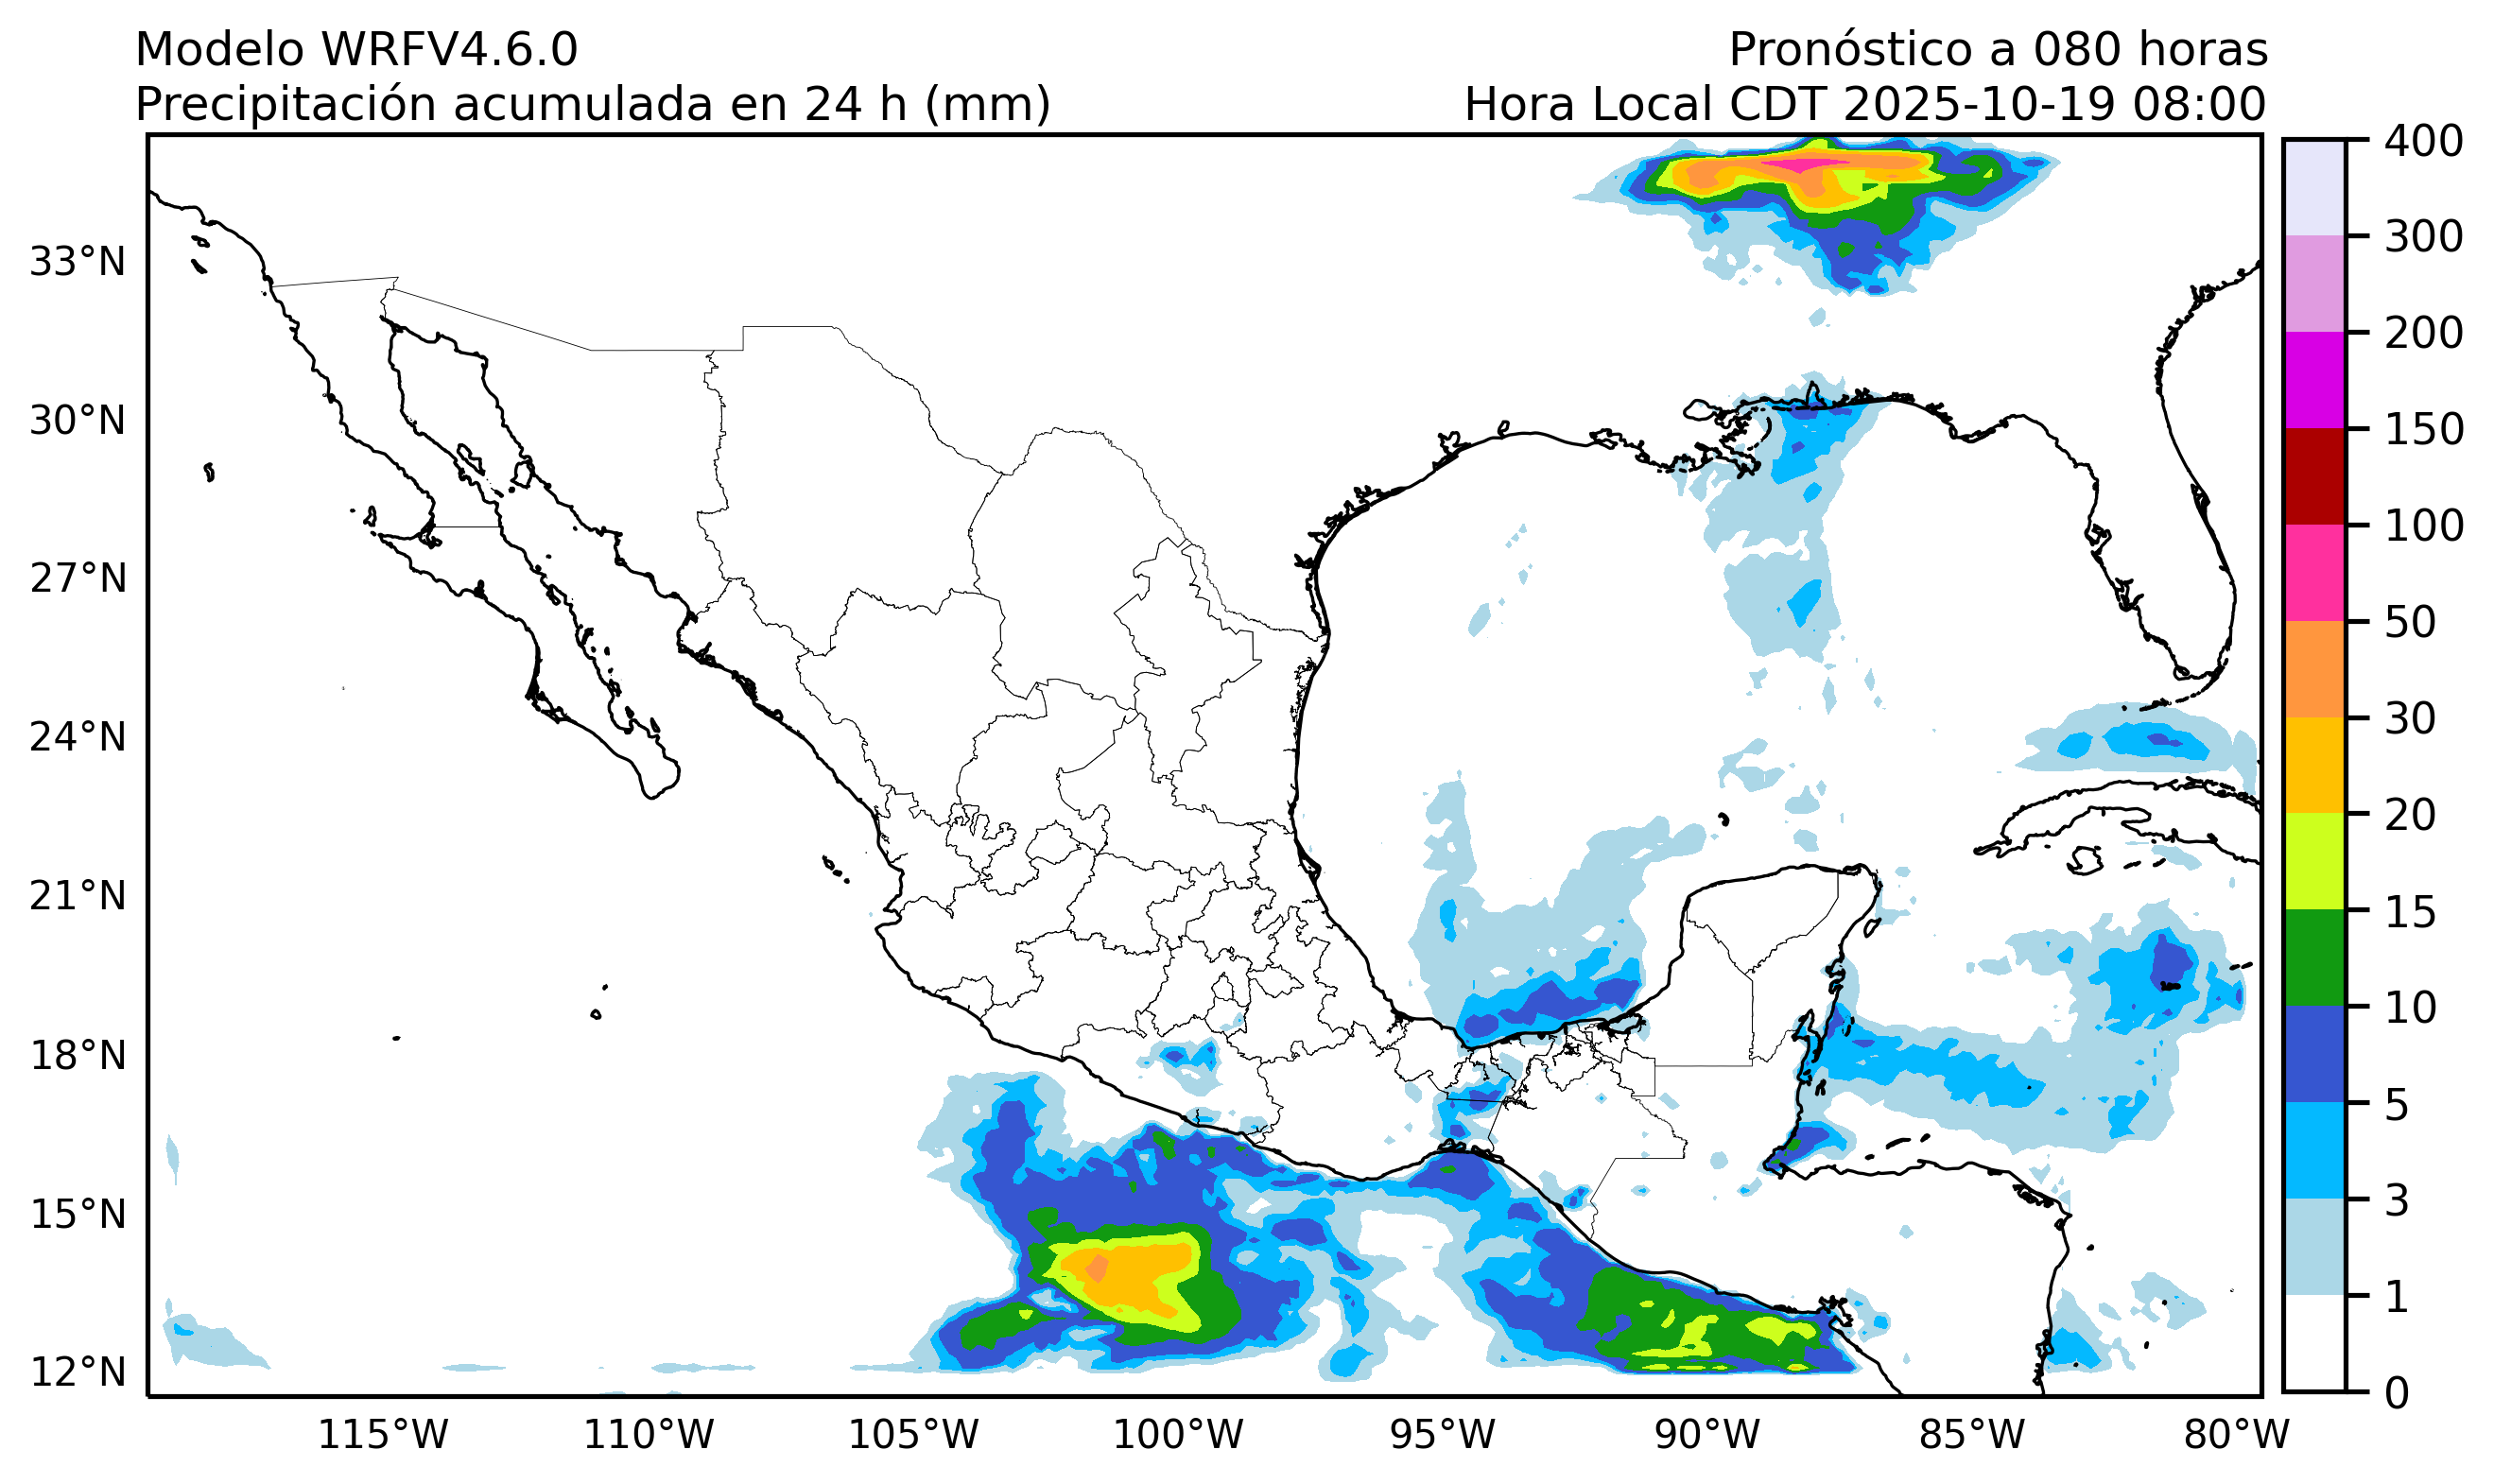 Modelo WRFV4.6.0
Pronóstico a 080 horas
Precipitación acumulada en 24 h (mm)
Hora Local CDT 2025-10-19 08:00
33°N
30°N
27°N
24°N
21°N
18°N
15°N
12°N
115°W
110°W
105°W
100°W
95°W
90°W
85°W
80°W
400
300
200
150
100
50
30
20
15
10
5
3
1
0